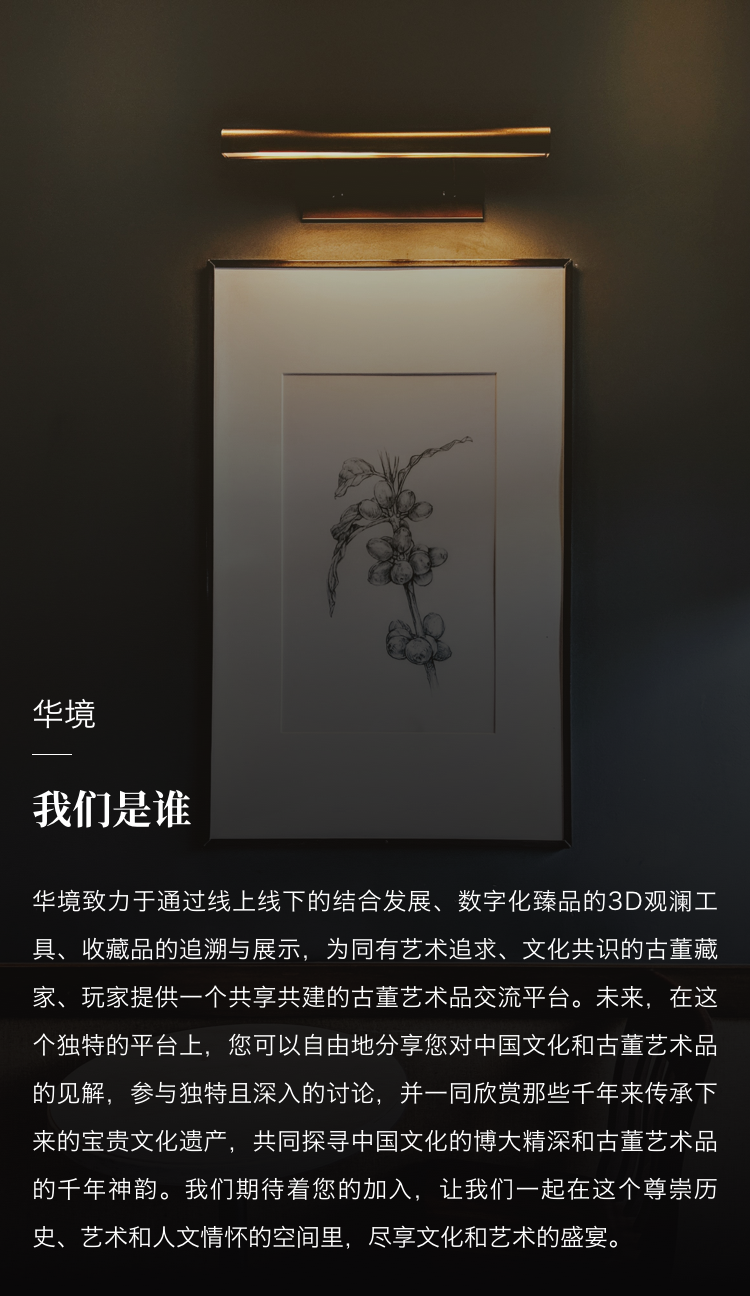 华境
我们是谁
华境致力于通过线上线下的结合发展、数字化臻品的3D观澜工
具、收藏品的追溯与展示，为同有艺术追求、文化共识的古董藏
家、玩家提供一个共享共建的古董艺术品交流平台。未来，在这
个独特的平台上，您可以自由地分享您对中国文化和古董艺术品
的见解，参与独特且深入的讨论，并一同欣赏那些千年来传承下
来的宝贵文化遗产，共同探寻中国文化的博大精深和古董艺术品
的千年神韵。我们期待着您的加入，让我们一起在这个尊崇历
史、艺术和人文情怀的空间里，尽享文化和艺术的盛宴。